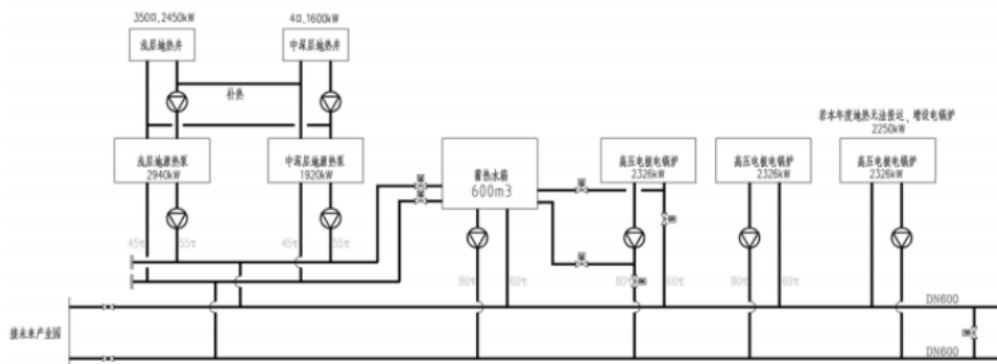 350口,2450kW
4口,1600kW
浅层地热井
中深层地热井
补热
若本年度地热无法投运，增设电锅炉
2250kW
浅层地源热泵
2940kW
中深层地源热泵
1920kW
蓄热水箱
600m3
高压电极电锅炉
2326kW
高压电极电锅炉
2326kW
高压电极电锅炉
2326kW
45℃
55℃
45℃
55℃
80℃
60℃
80℃
60℃
80℃
60℃
DN600
接未来产业园
DN600